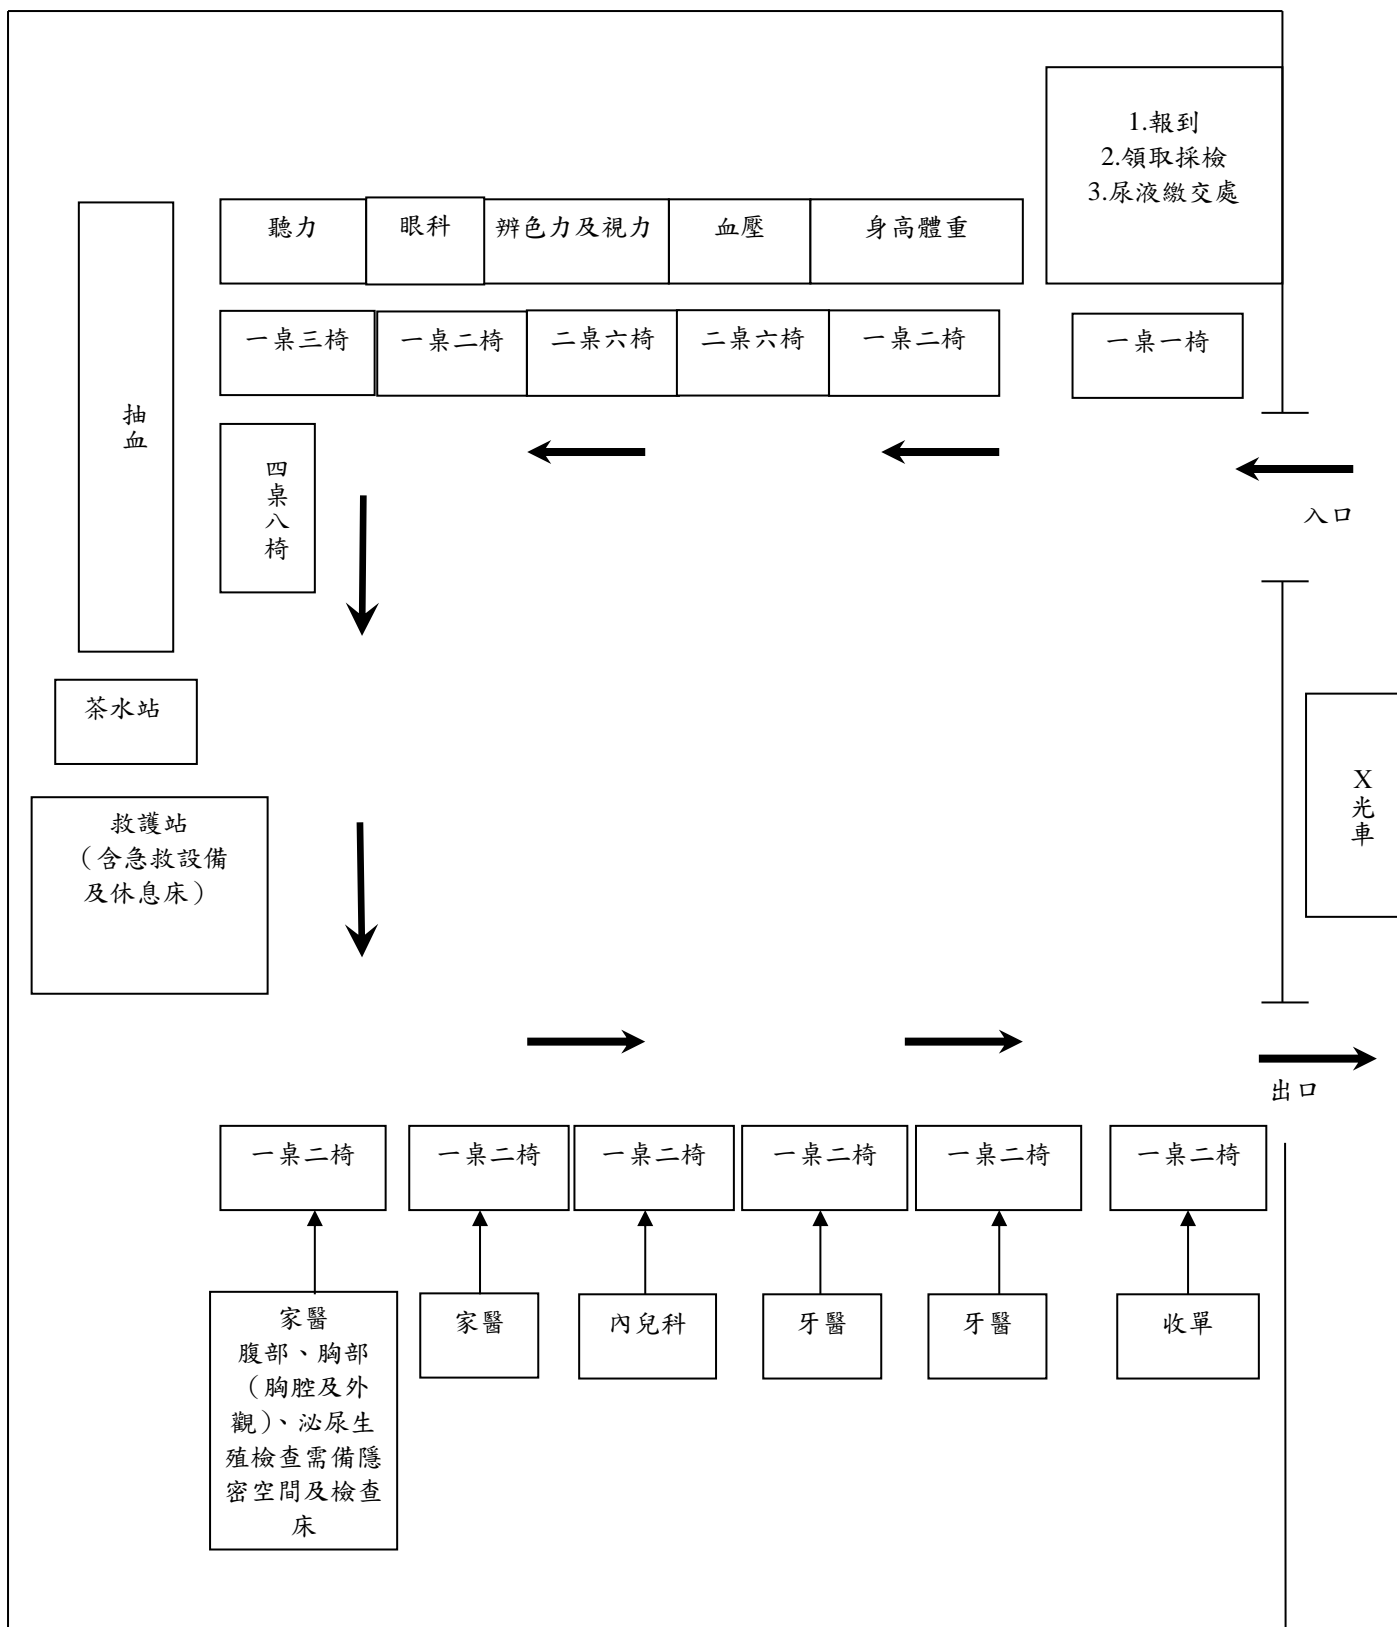 1.報到
2.領取採檢
3.尿液繳交處
聽力
眼科
辨色力及視力
血壓
身高體重
一桌三椅
一桌二椅
二桌六椅
二桌六椅
一桌二椅
一桌一椅
抽血
四桌八椅
入口
茶水站
X光車
救護站
（含急救設備
及休息床）
出口
一桌二椅
一桌二椅
一桌二椅
一桌二椅
一桌二椅
一桌二椅
家醫
腹部、胸部
（胸腔及外
觀）、泌尿生
殖檢查需備隱
密空間及檢查
床
家醫
內兒科
牙醫
牙醫
收單